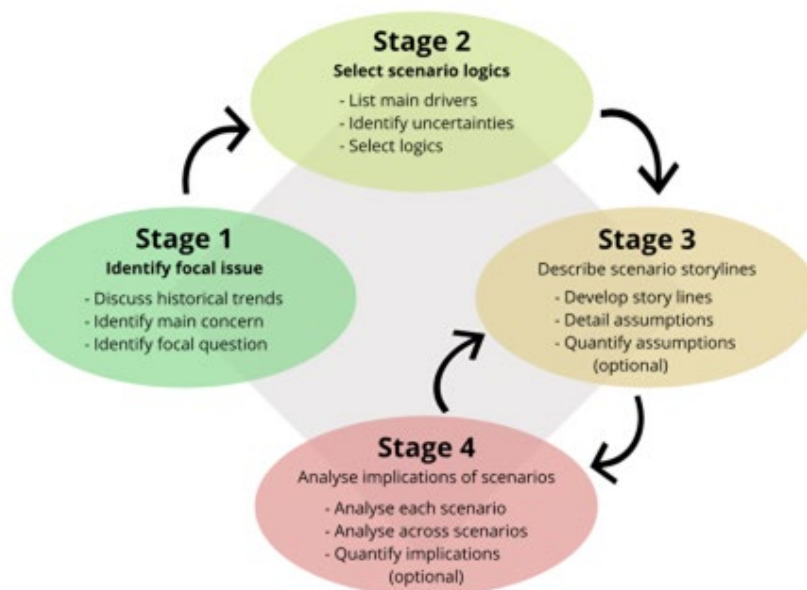 Stage 1
Identify focal issue
- Discuss historical trends
- Identify main concern
- Identify focal question
Stage 2
Select scenario logics
- List main drivers
- Identify uncertainties
- Select logics
Stage 3
Describe scenario storylines
- Develop story lines
- Detail assumptions
- Quantify assumptions
(optional)
Stage 4
Analyse implications of scenarios
- Analyse each scenario
- Analyse across scenarios
- Quantify implications
(optional)